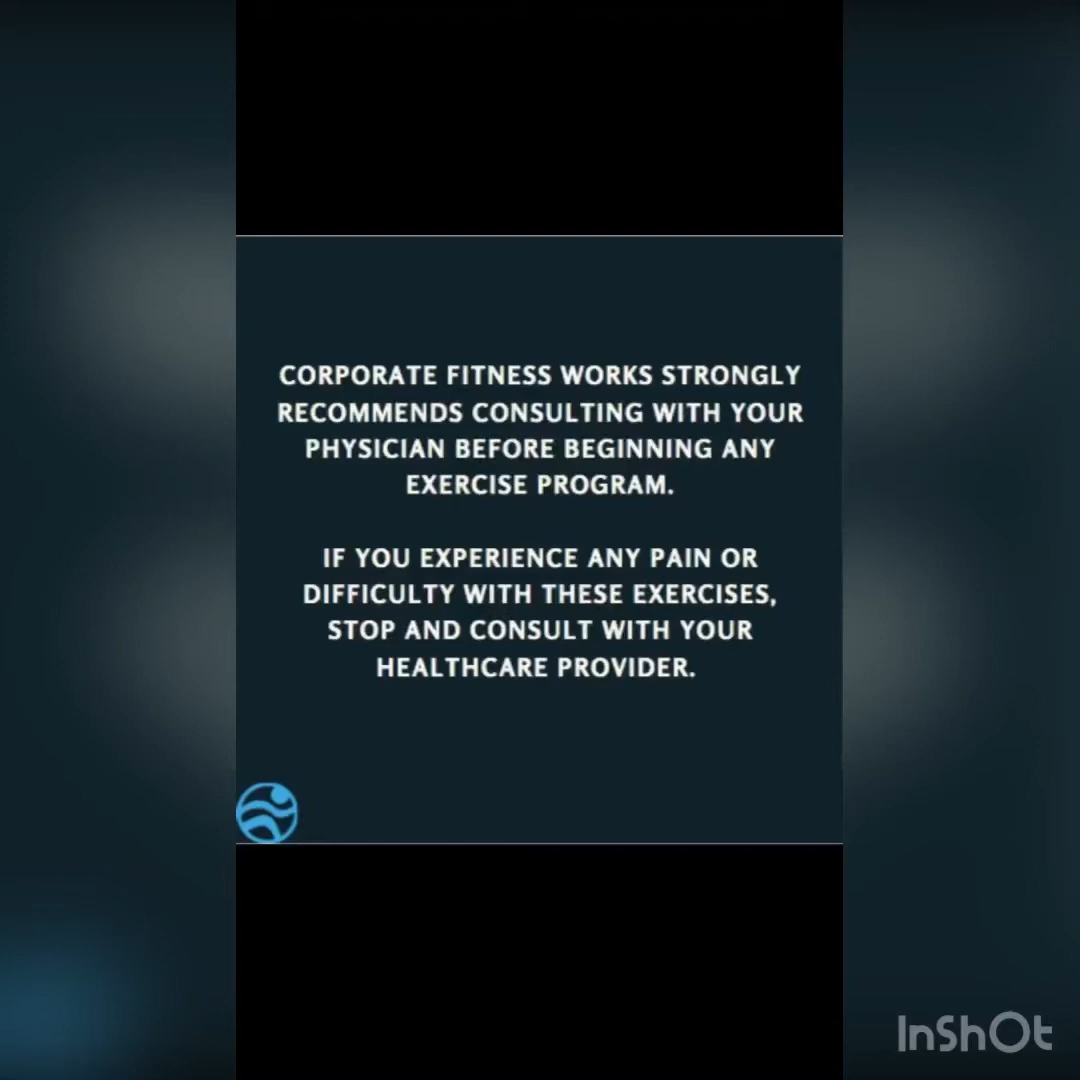 CORPORATE FITNESS WORKS STRONGLY
RECOMMENDS CONSULTING WITH YOUR
PHYSICIAN BEFORE BEGINNING ANY
EXERCISE PROGRAM.
IF YOU EXPERIENCE ANY PAIN OR
DIFFICULTY WITH THESE EXERCISES,
STOP AND CONSULT WITH YOUR
HEALTHCARE PROVIDER.
InShOt